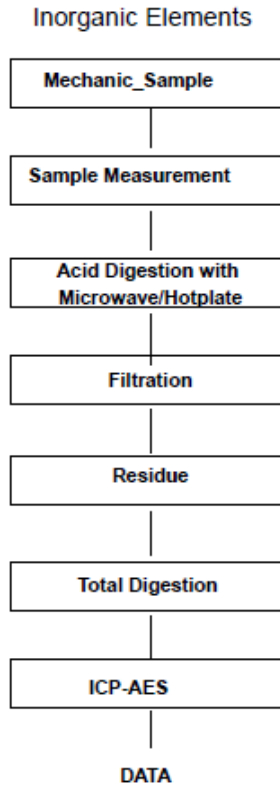 Inorganic Elements
Mechanic_Sample
Sample Measurement
Acid Digestion with
Microwave/Hotplate
Filtration
Residue
Total Digestion
ICP-AES
DATA